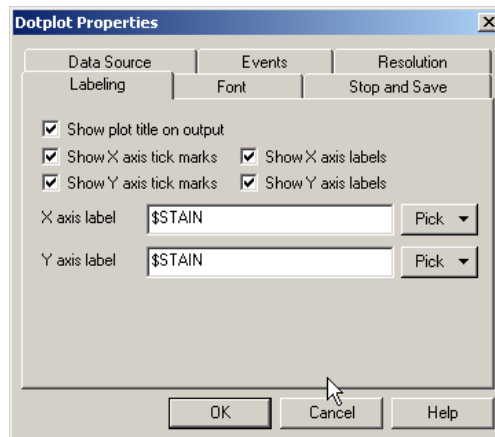 Dotplot Properties
Data Source Events Resolution
Labeling Font Stop and Save
Show plot title on output
Show X axis tick marks Show X axis labels
Show Y axis tick marks Show Y axis labels
X axis label $STAIN Pick
Y axis label $STAIN Pick
OK Cancel Help